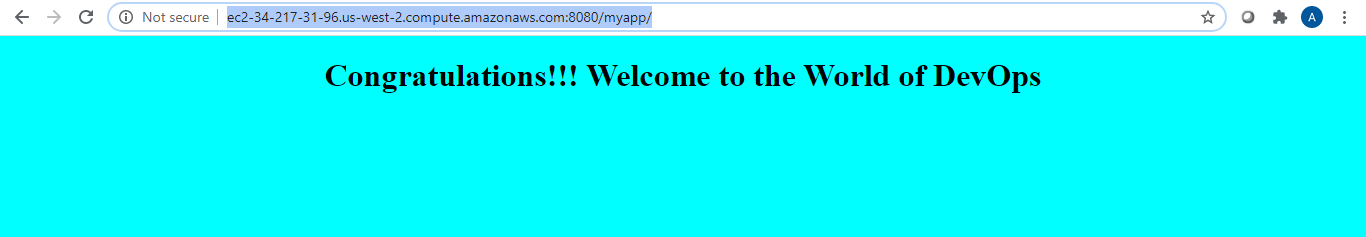 Not secure
ec2-34-217-31-96.us-west-2.compute.amazonaws.com:8080/myapp/
A
Congratulations!!! Welcome to the World of DevOps